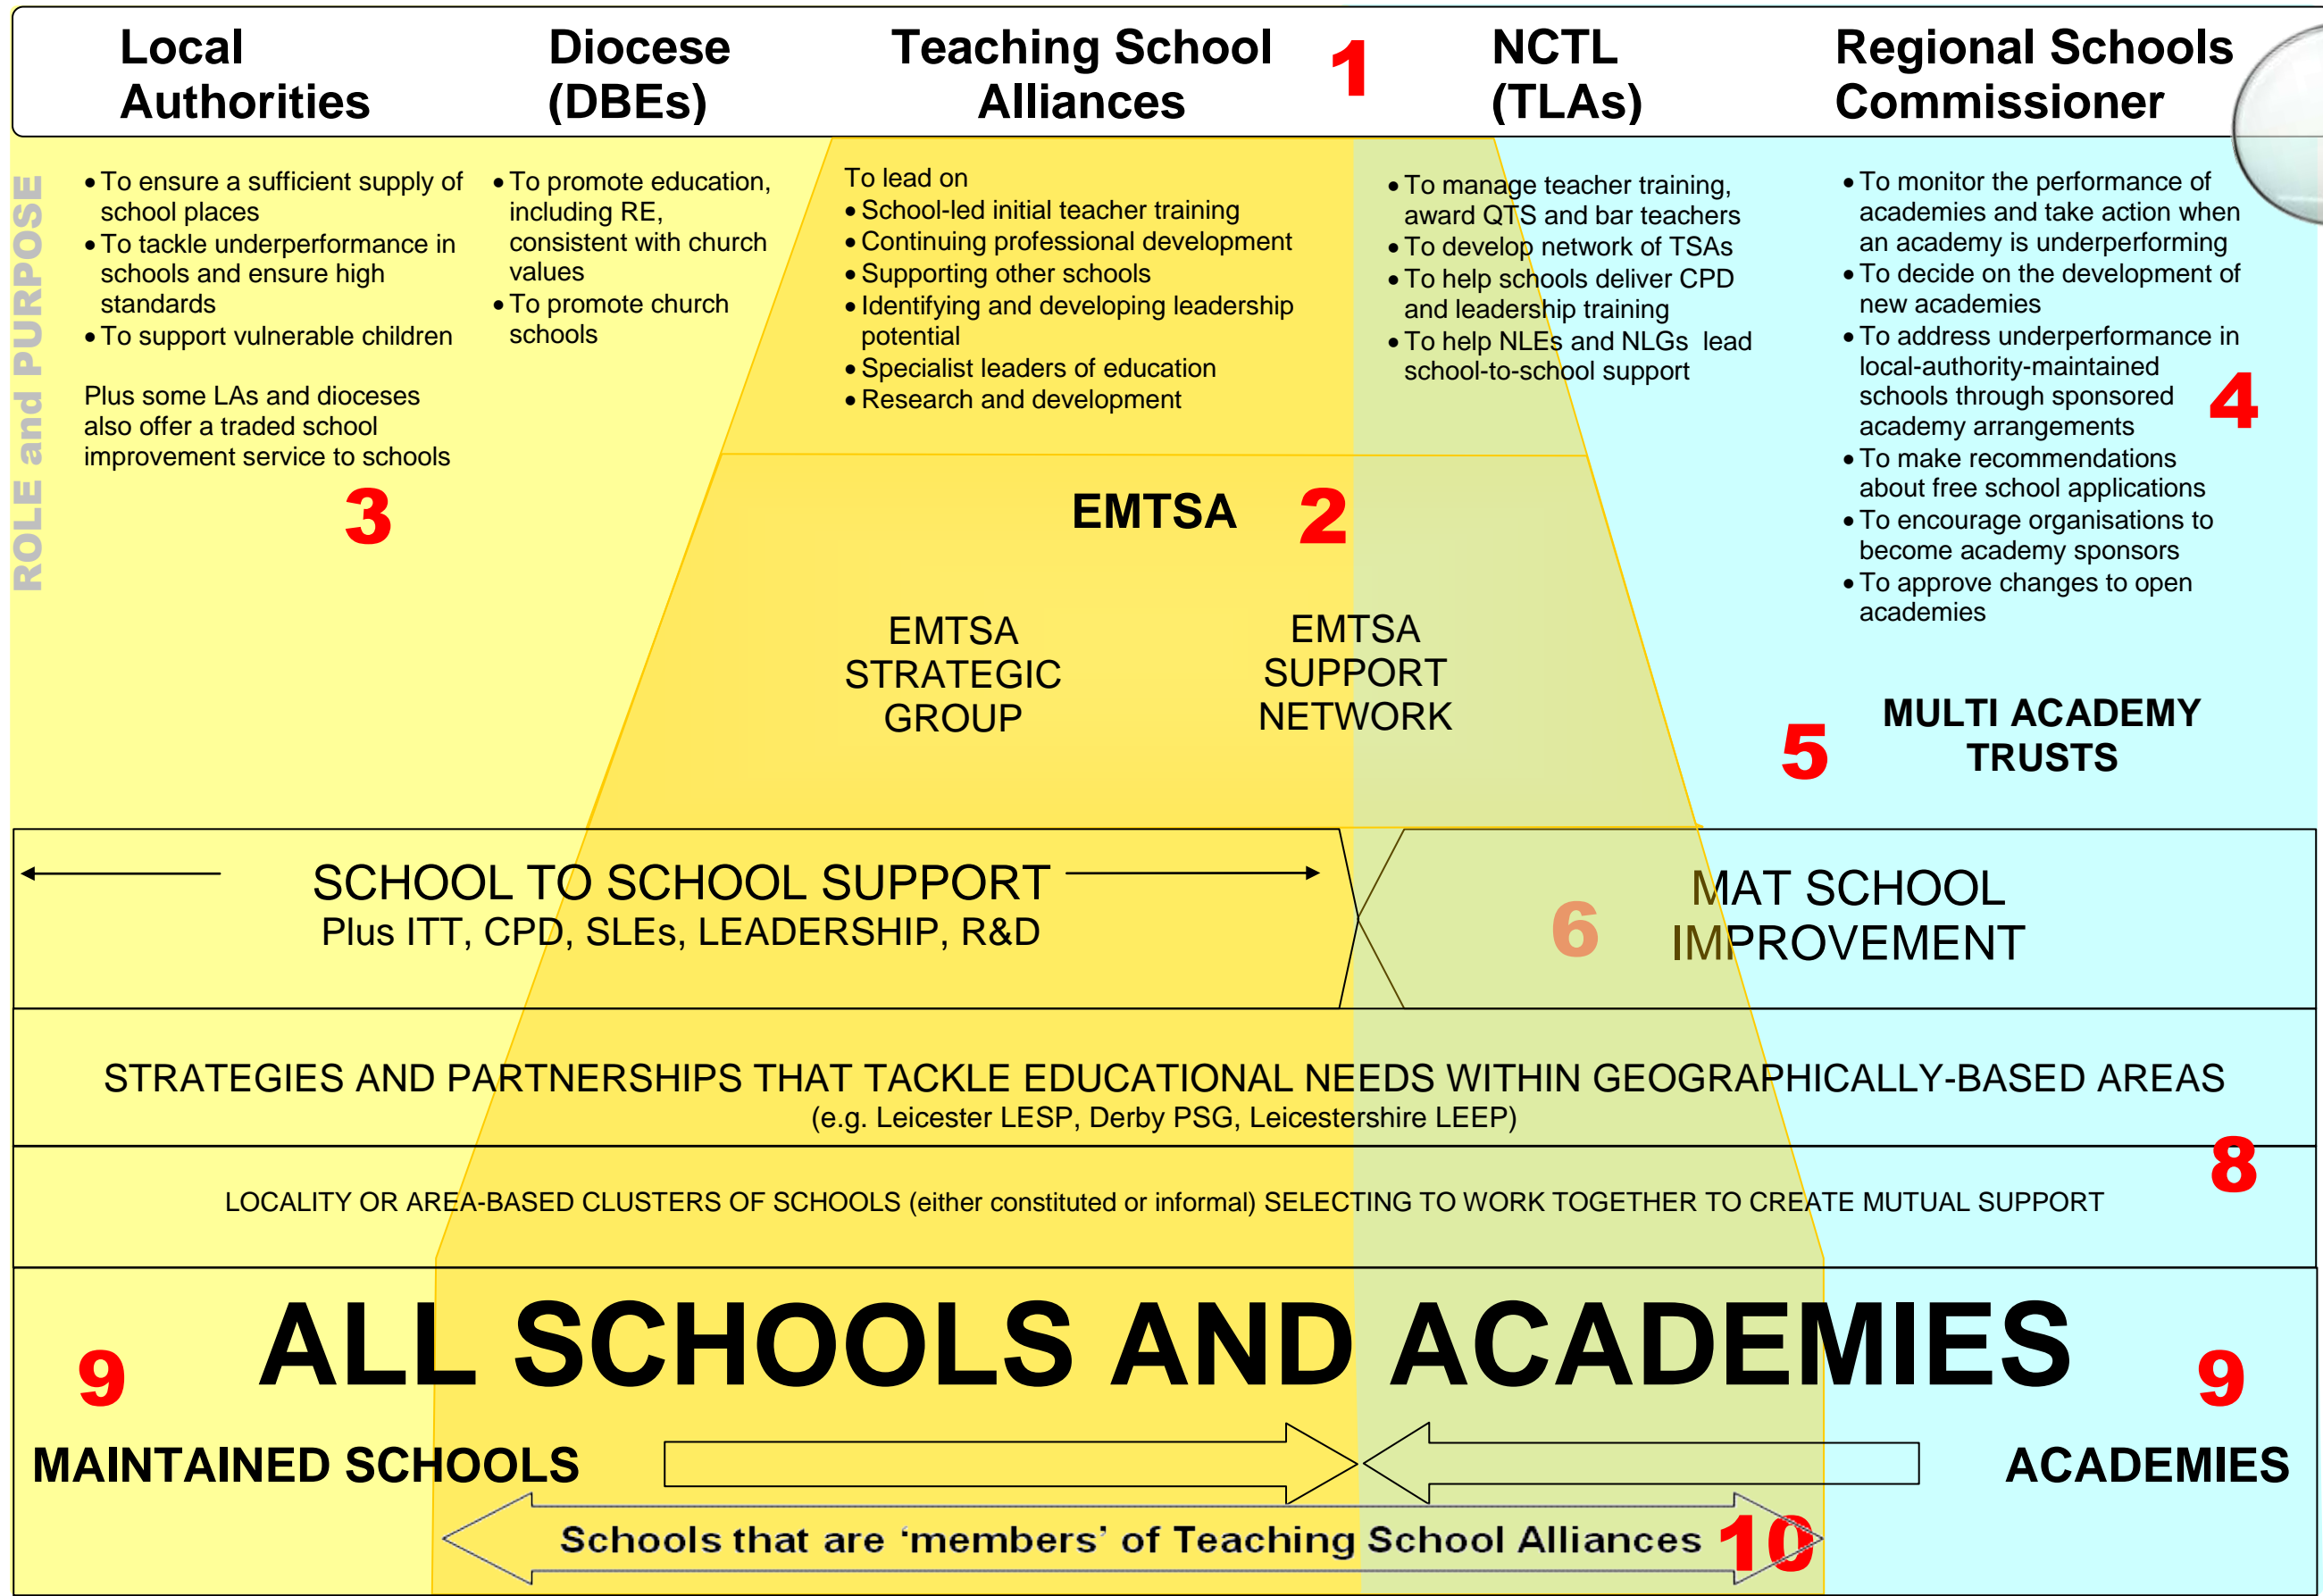 Local
Authorities
Diocese
(DBEs)
Teaching School
Alliances
1
NCTL
(TLAs)
Regional Schools
Commissioner
ROLE and PURPOSE
• To ensure a sufficient supply of
school places
• To tackle underperformance in
schools and ensure high
standards
• To support vulnerable children
Plus some LAs and dioceses
also offer a traded school
improvement service to schools
3
• To promote education,
including RE,
consistent with church
values
• To promote church
schools
To lead on
• School-led initial teacher training
• Continuing professional development
• Supporting other schools
• Identifying and developing leadership
potential
• Specialist leaders of education
• Research and development
• To manage teacher training,
award QTS and bar teachers
• To develop network of TSAs
• To help schools deliver CPD
and leadership training
• To help NLEs and NLGs lead
school-to-school support
• To monitor the performance of
academies and take action when
an academy is underperforming
• To decide on the development of
new academies
• To address underperformance in
local-authority-maintained
schools through sponsored
academy arrangements
• To make recommendations
about free school applications
• To encourage organisations to
become academy sponsors
• To approve changes to open
academies
4
EMTSA 2
EMTSA
STRATEGIC
GROUP
EMTSA
SUPPORT
NETWORK
5
MULTI ACADEMY
TRUSTS
SCHOOL TO SCHOOL SUPPORT
Plus ITT, CPD, SLEs, LEADERSHIP, R&D
6
MAT SCHOOL
IMPROVEMENT
STRATEGIES AND PARTNERSHIPS THAT TACKLE EDUCATIONAL NEEDS WITHIN GEOGRAPHICALLY-BASED AREAS
(e.g. Leicester LESP, Derby PSG, Leicestershire LEEP)
8
LOCALITY OR AREA-BASED CLUSTERS OF SCHOOLS (either constituted or informal) SELECTING TO WORK TOGETHER TO CREATE MUTUAL SUPPORT
ALL SCHOOLS AND ACADEMIES
9
9
MAINTAINED SCHOOLS
ACADEMIES
Schools that are ‘members’ of Teaching School Alliances 10